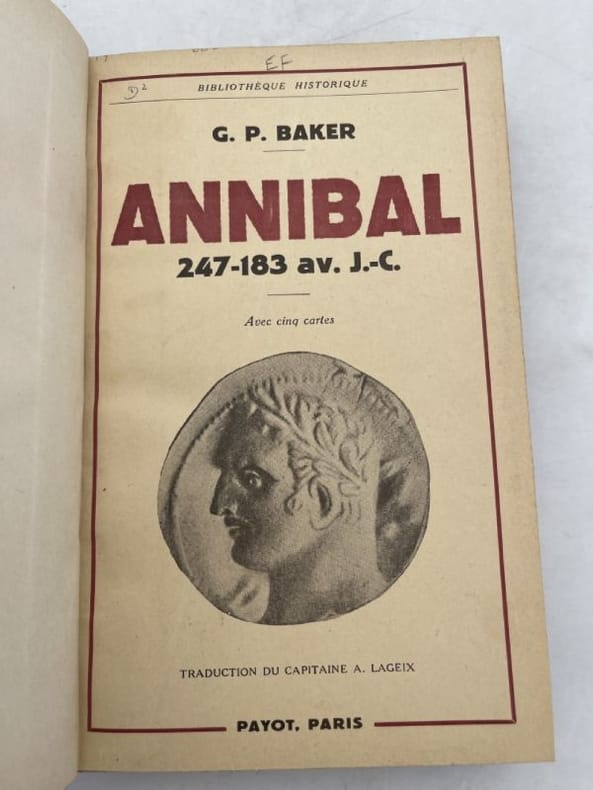 EF
BIBLIOTHÈQUE HISTORIQUE
G. P. BAKER
ANNIBAL
247-183 av. J.-C.
Avec cinq cartes
TRADUCTION DU CAPITAINE A. LAGEIX
PAYOT, PARIS